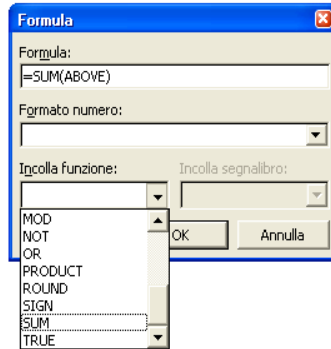 Formula
Formula:
=SUM(ABOVE)
Formato numero:
Incolla funzione: Incolla segnalibro:
MOD
NOT
OR
PRODUCT
ROUND
SIGN
SUM
TRUE
OK Annulla